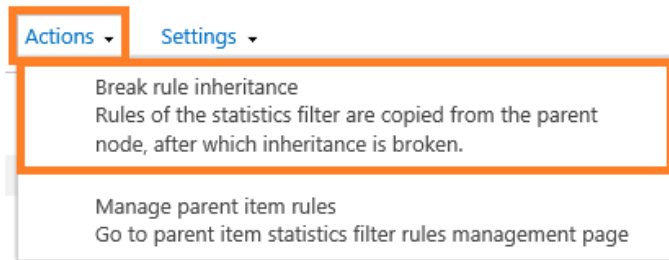 Actions Settings
Break rule inheritance
Rules of the statistics filter are copied from the parent
node, after which inheritance is broken.
Manage parent item rules
Go to parent item statistics filter rules management page